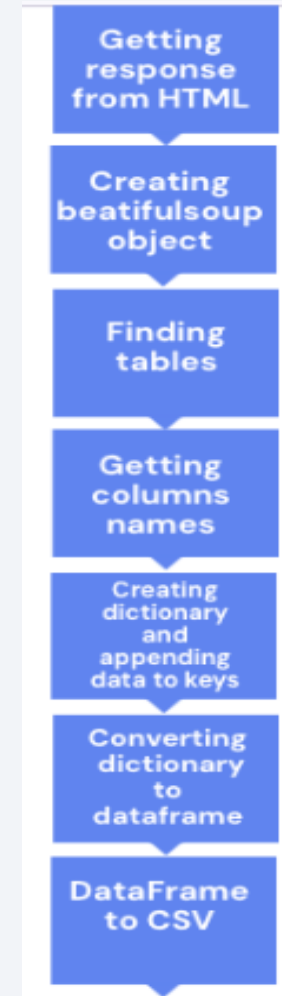 Getting
response
from HTML
Creating
beatifulsoup
object
Finding
tables
Getting
columns
names
Creating
dictionary
and
appending
data to keys
Converting
dictionary
to
dataframe
DataFrame
to CSV